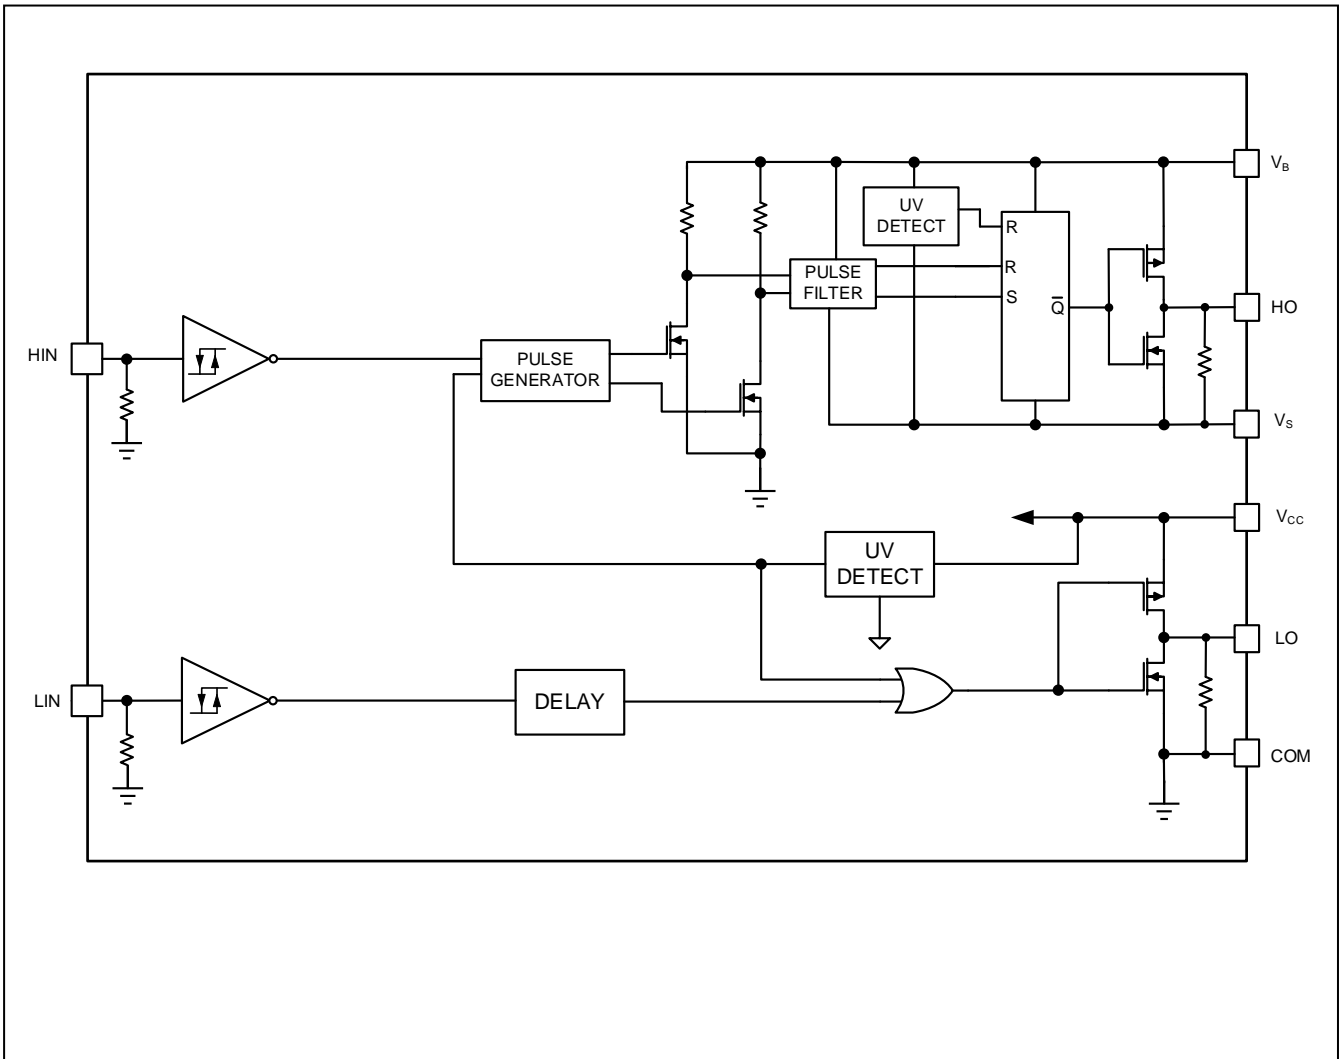 V_B
UV
DETECT
R
PULSE
FILTER
R
S
Q̅
HO
HIN
PULSE
GENERATOR
V_S
V_CC
UV
DETECT
LO
LIN
DELAY
COM